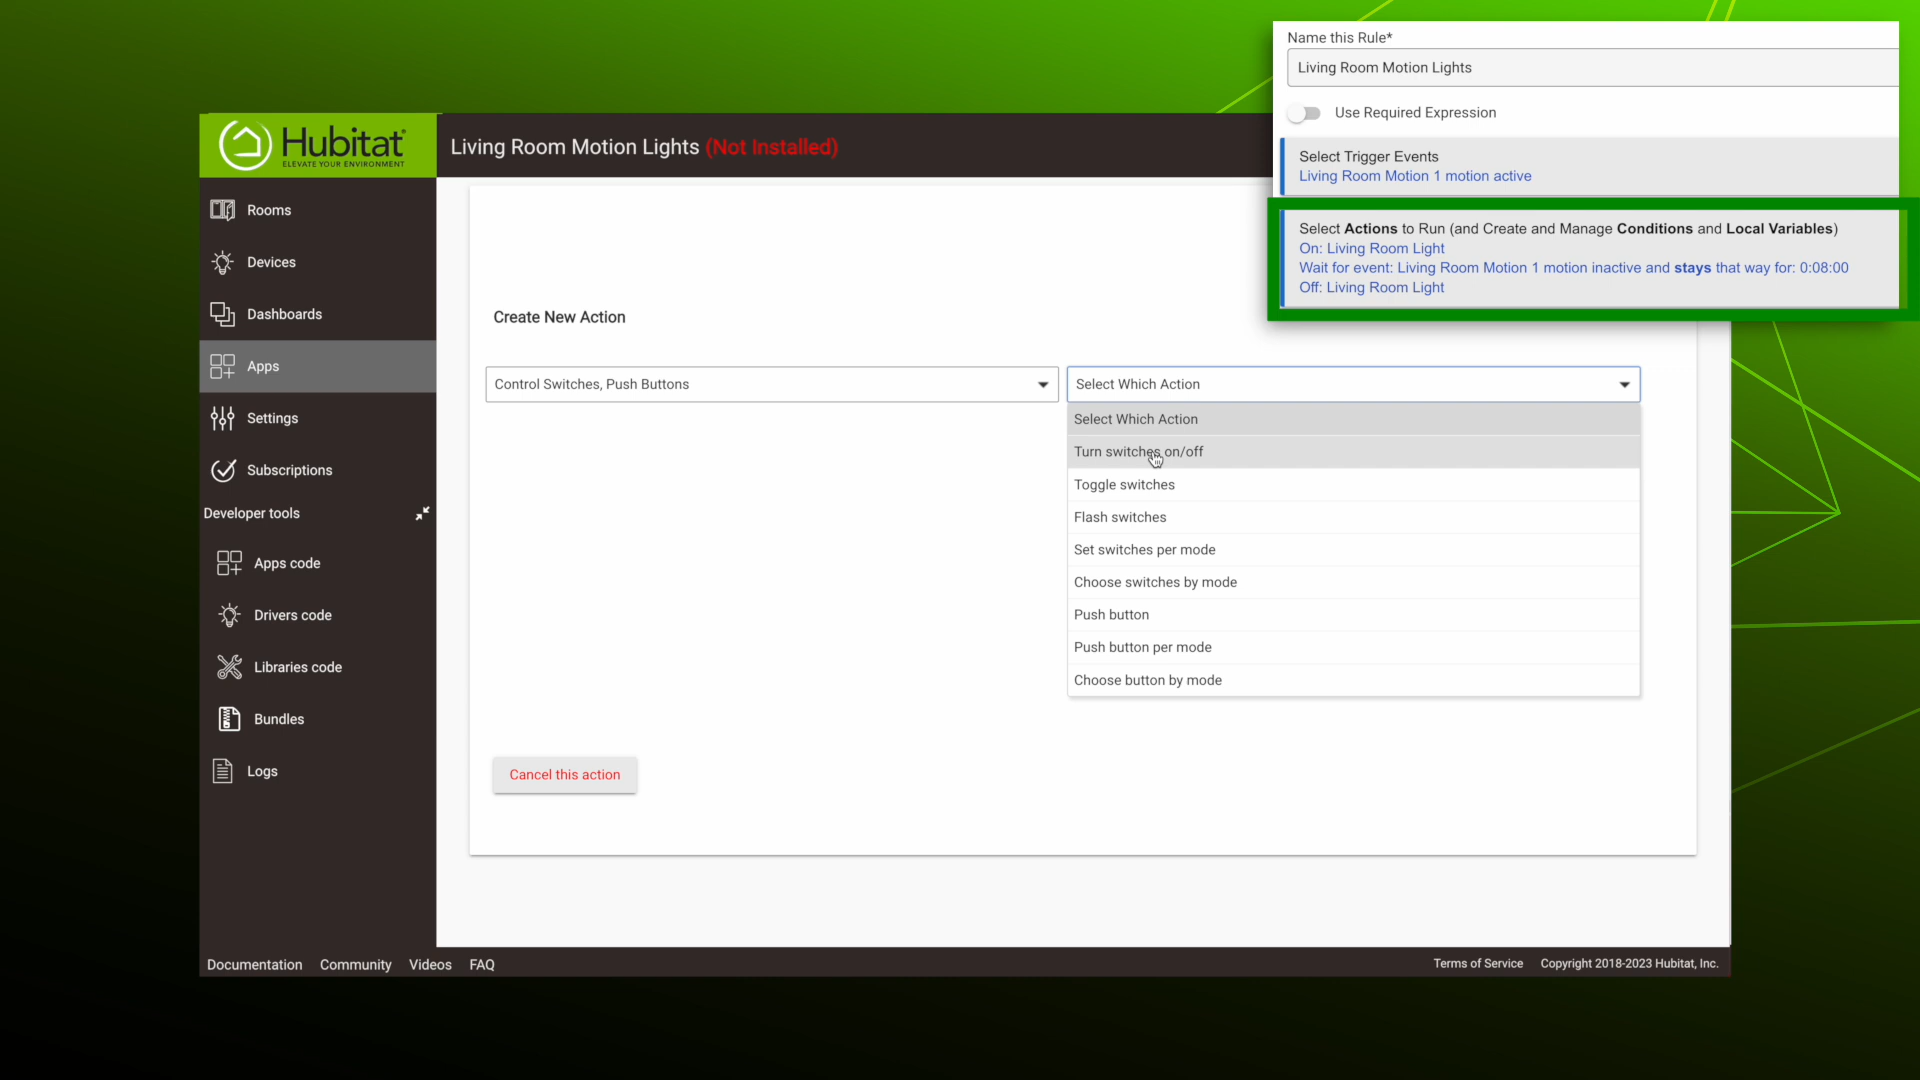 Name this Rule*
Living Room Motion Lights
Use Required Expression
Select Trigger Events
Living Room Motion 1 motion active
Select Actions to Run (and Create and Manage Conditions and Local Variables)
On: Living Room Light
Wait for event: Living Room Motion 1 motion inactive and stays that way for: 0:08:00
Off: Living Room Light
Hubitat®
ELEVATE YOUR ENVIRONMENT
Living Room Motion Lights (Not Installed)
Rooms
Devices
Dashboards
Apps
Settings
Subscriptions
Developer tools
Apps code
Drivers code
Libraries code
Bundles
Logs
Create New Action
Control Switches, Push Buttons
Select Which Action
Select Which Action
Turn switches on/off
Toggle switches
Flash switches
Set switches per mode
Choose switches by mode
Push button
Push button per mode
Choose button by mode
Cancel this action
Documentation Community Videos FAQ
Terms of Service Copyright 2018-2023 Hubitat, Inc.